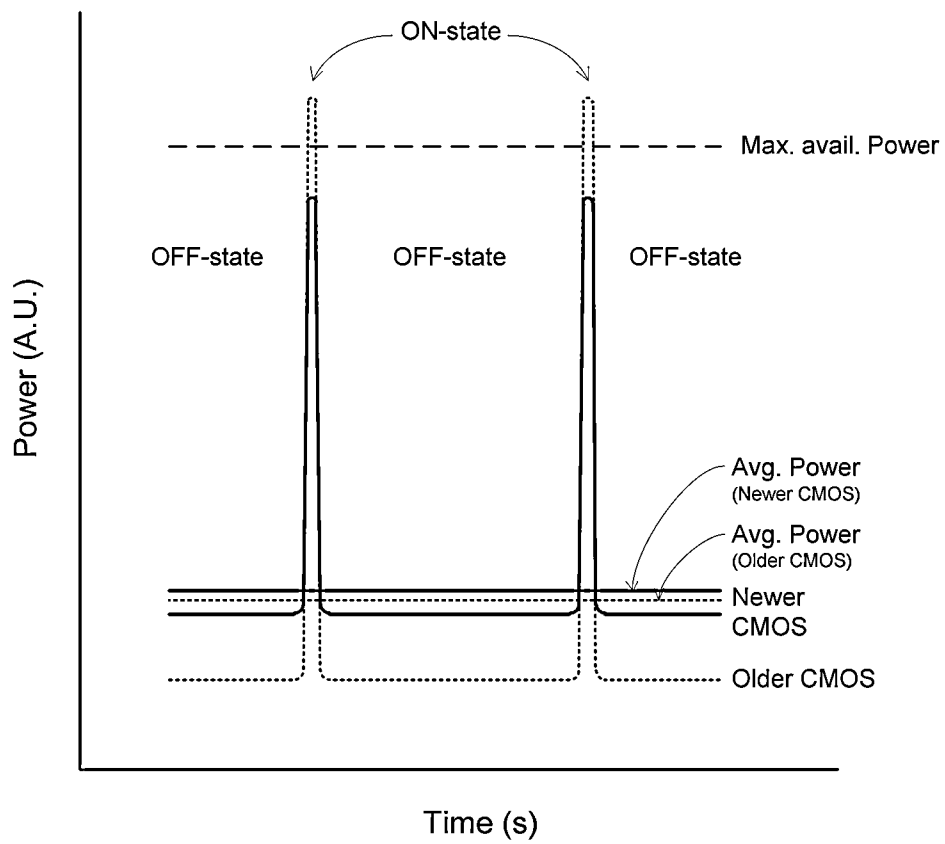 ON-state
Max. avail. Power
OFF-state
OFF-state
OFF-state
Power (A.U.)
Avg. Power
(Newer CMOS)
Avg. Power
(Older CMOS)
Newer
CMOS
Older CMOS
Time (s)